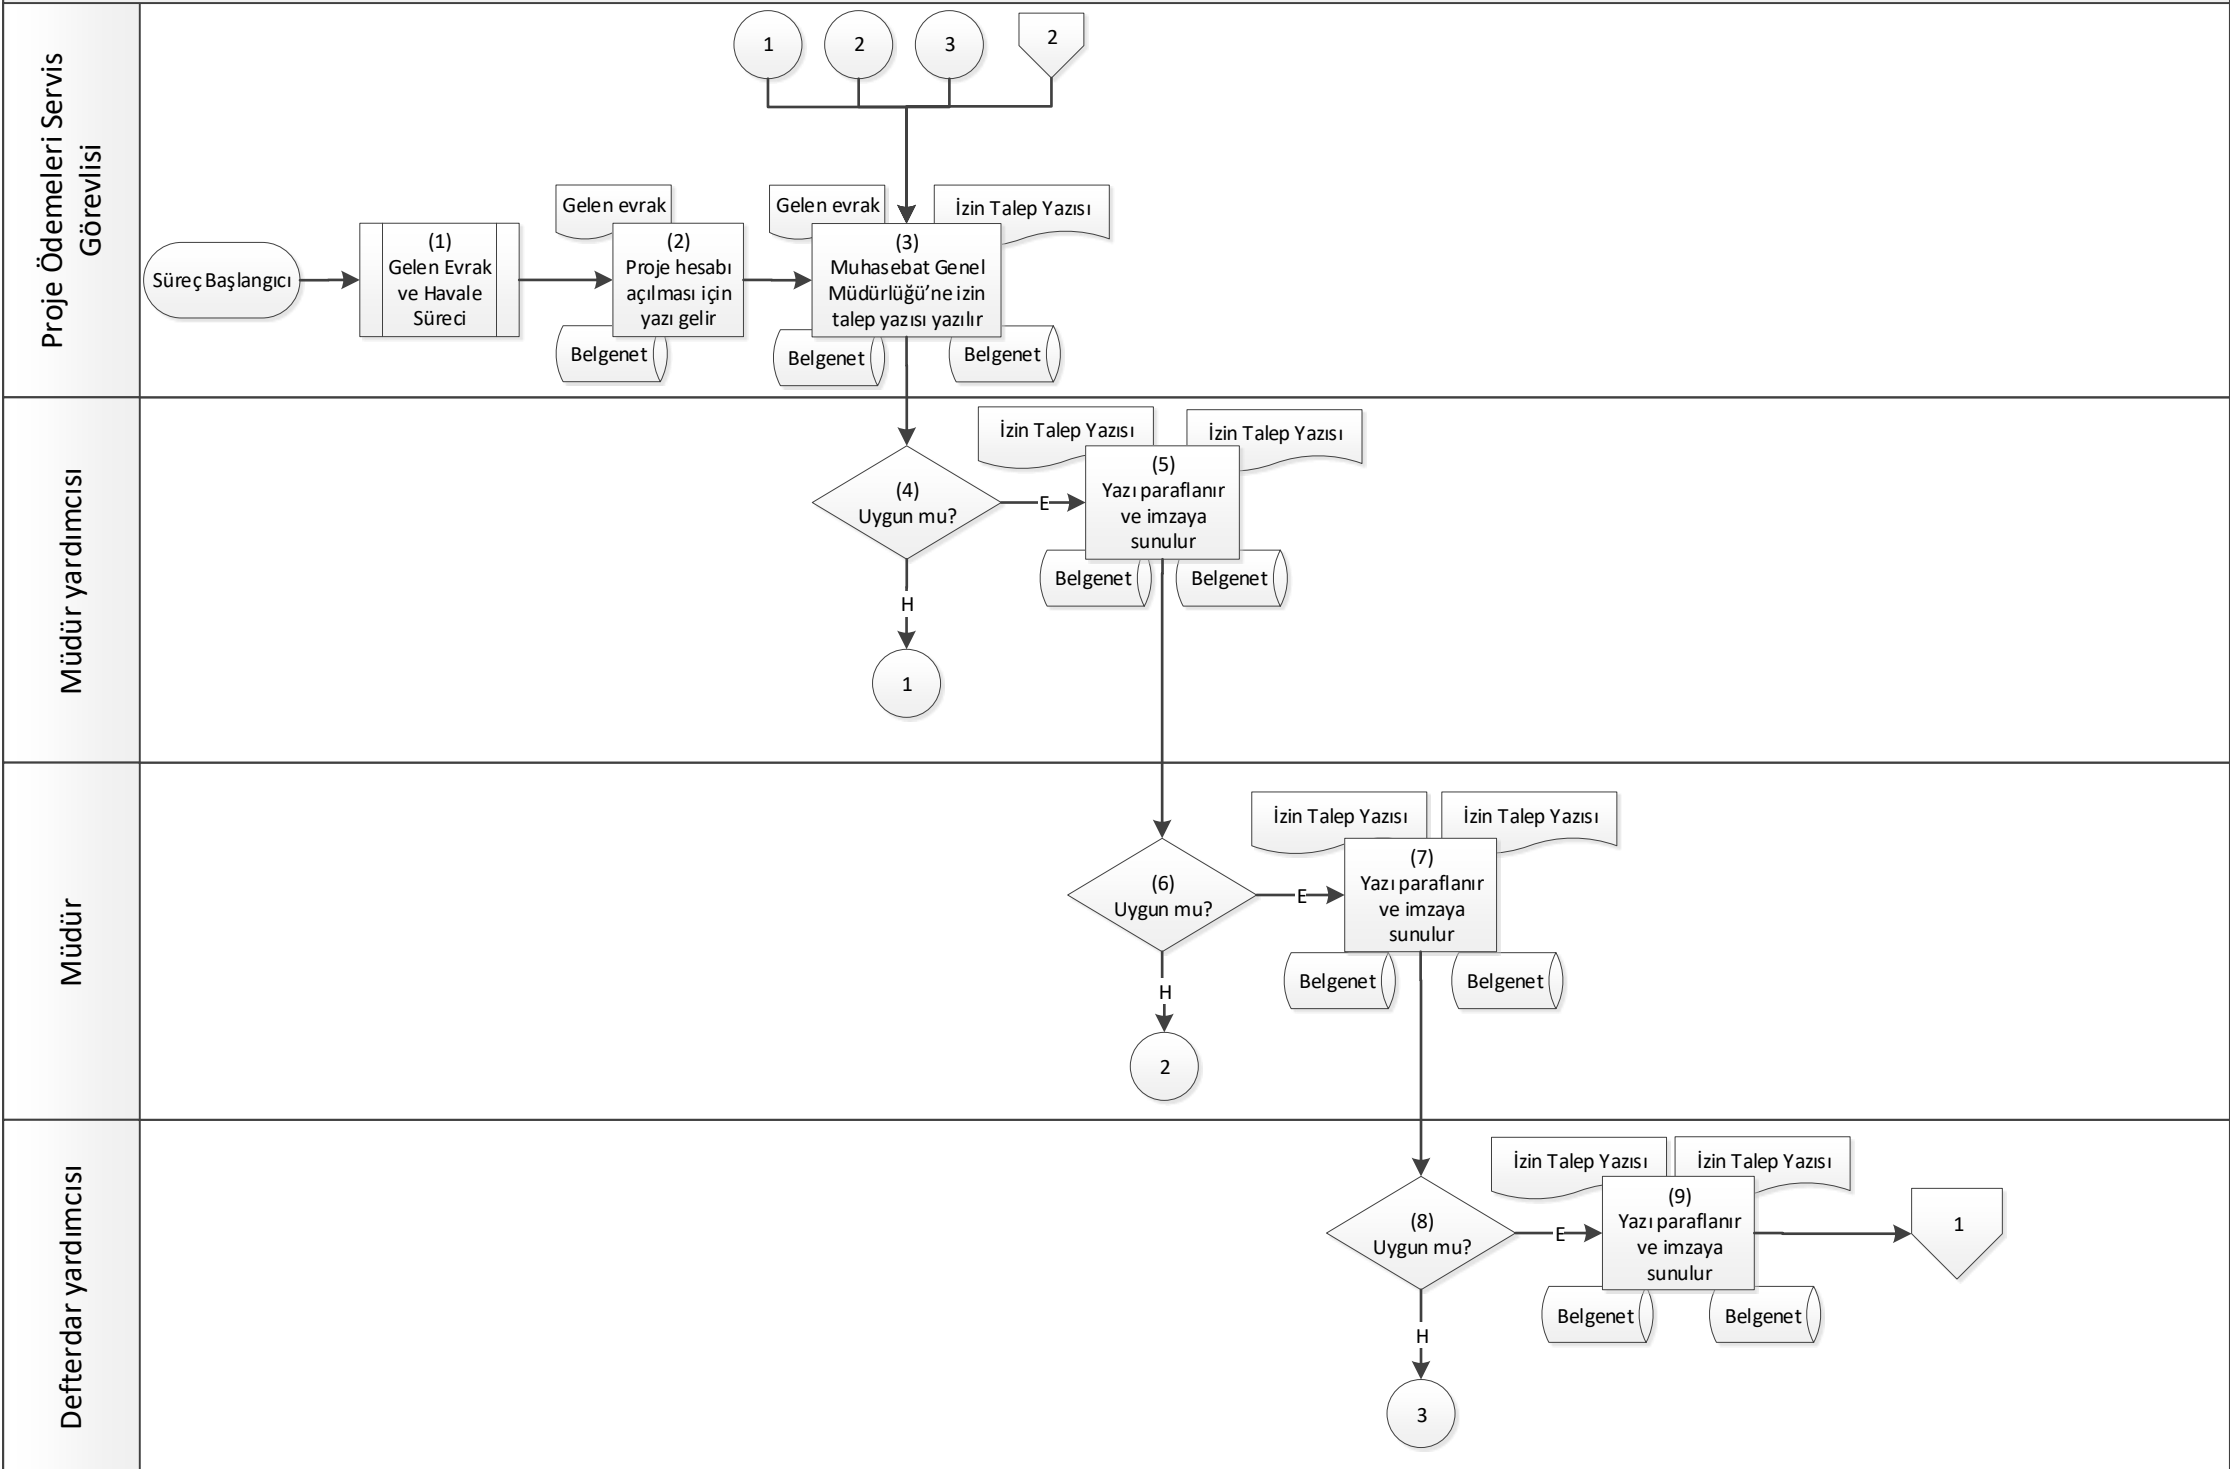 Proje Ödemeleri Servis
Görevlisi
1
2
3
2
Süreç Başlangıcı
(1)
Gelen Evrak
ve Havale
Süreci
Gelen evrak
(2)
Proje hesabı
açılması için
yazı gelir
Belgenet
Gelen evrak
İzin Talep Yazısı
(3)
Muhasebat Genel
Müdürlüğü’ne izin
talep yazısı yazılır
Belgenet
Belgenet
Müdür yardımcısı
(4)
Uygun mu?
E
H
1
İzin Talep Yazısı
İzin Talep Yazısı
(5)
Yazı paraflanır
ve imzaya
sunulur
Belgenet
Belgenet
Müdür
(6)
Uygun mu?
E
H
2
İzin Talep Yazısı
İzin Talep Yazısı
(7)
Yazı paraflanır
ve imzaya
sunulur
Belgenet
Belgenet
Defterdar yardımcısı
(8)
Uygun mu?
E
H
3
İzin Talep Yazısı
İzin Talep Yazısı
(9)
Yazı paraflanır
ve imzaya
sunulur
Belgenet
Belgenet
1